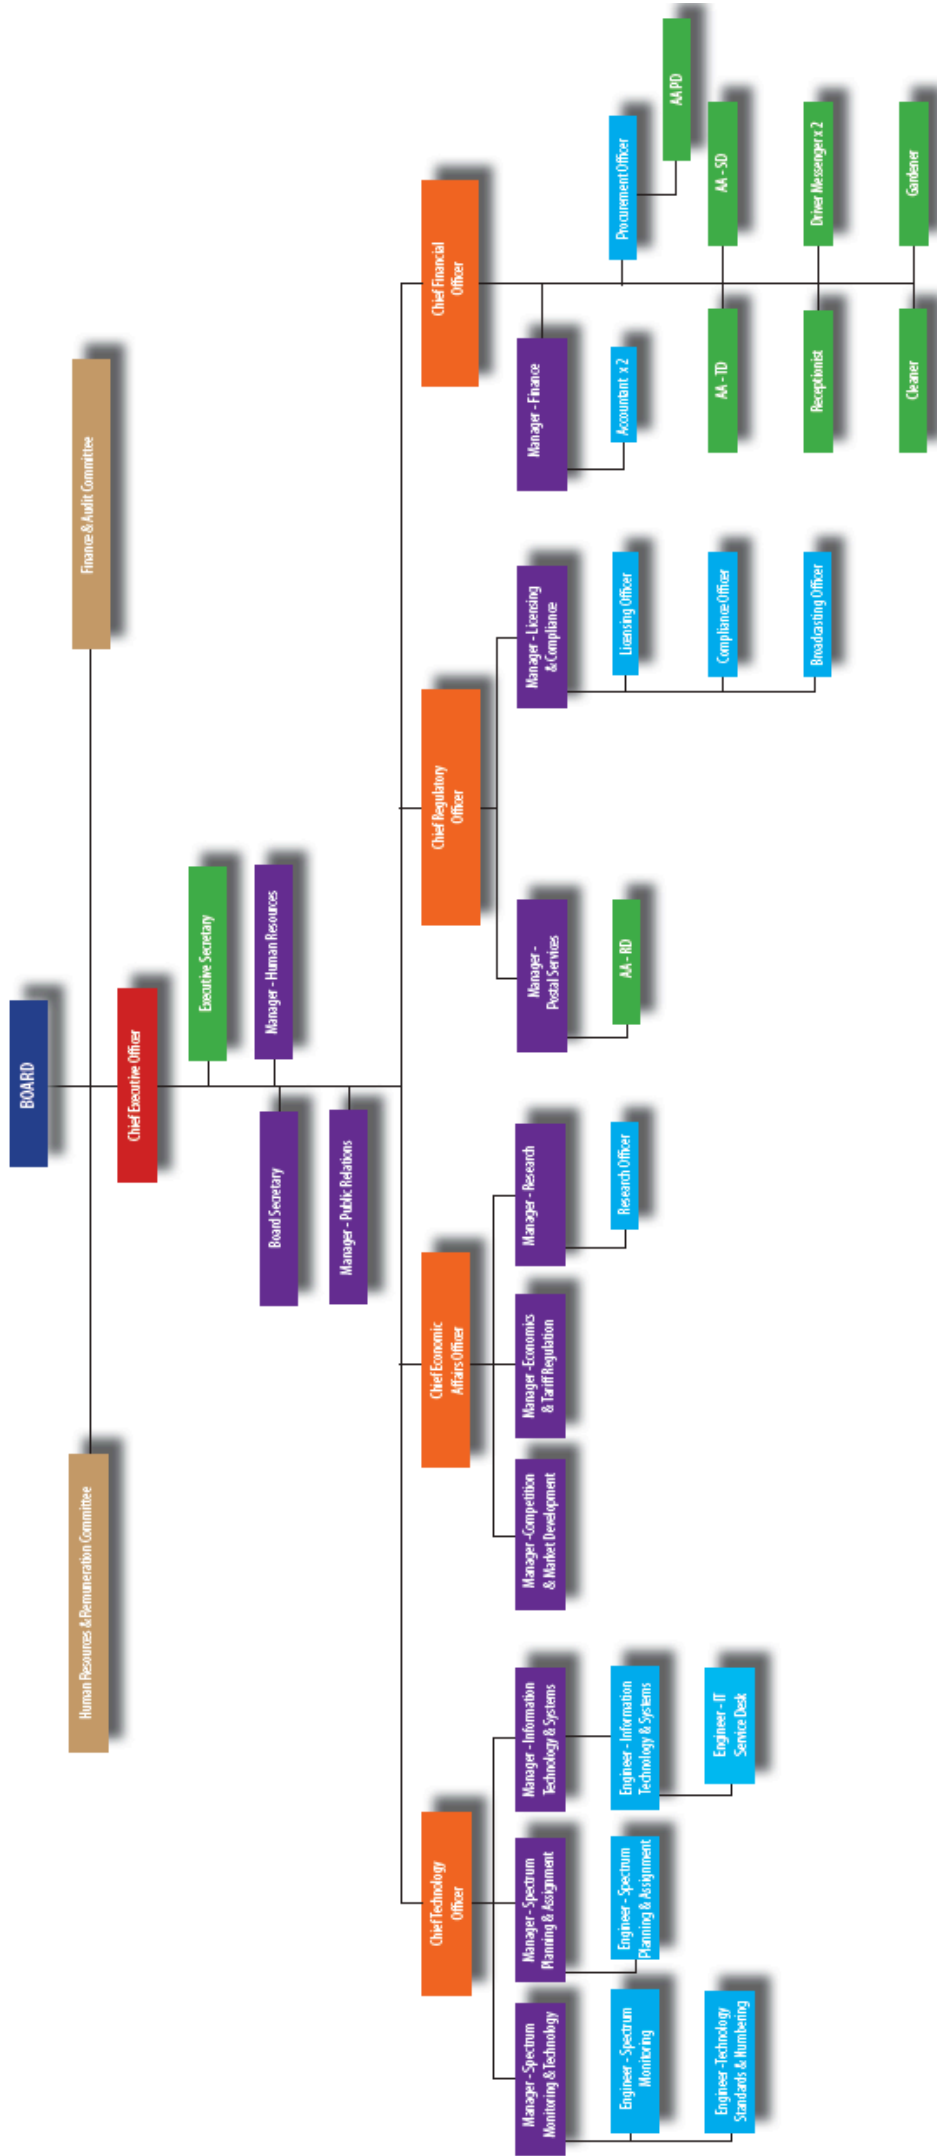 BOARD
Human Resources & Remuneration Committee
Finance & Audit Committee
Chief Executive Officer
Executive Secretary
Board Secretary
Manager - Human Resources
Manager - Public Relations
Chief Technology
Officer
Chief Economic
Affairs Officer
Chief Regulatory
Officer
Chief Financial
Officer
Manager - Spectrum
Monitoring & Technology
Manager - Spectrum
Planning & Assignment
Manager - Information
Technology & Systems
Manager -Competition
& Market Development
Manager -Economics
& Tariff Regulation
Manager - Research
Manager -
Postal Services
Manager - Licensing
& Compliance
Manager - Finance
Engineer - Spectrum
Monitoring
Engineer - Spectrum
Planning & Assignment
Engineer - Information
Technology & Systems
Research Officer
AA - RD
Licensing Officer
Accountant x 2
Procurement Officer
AA PD
Engineer -Technology
Standards & Numbering
Engineer - IT
Service Desk
Compliance Officer
AA - TD
AA - SD
Broadcasting Officer
Receptionist
Driver Messenger x 2
Cleaner
Gardener